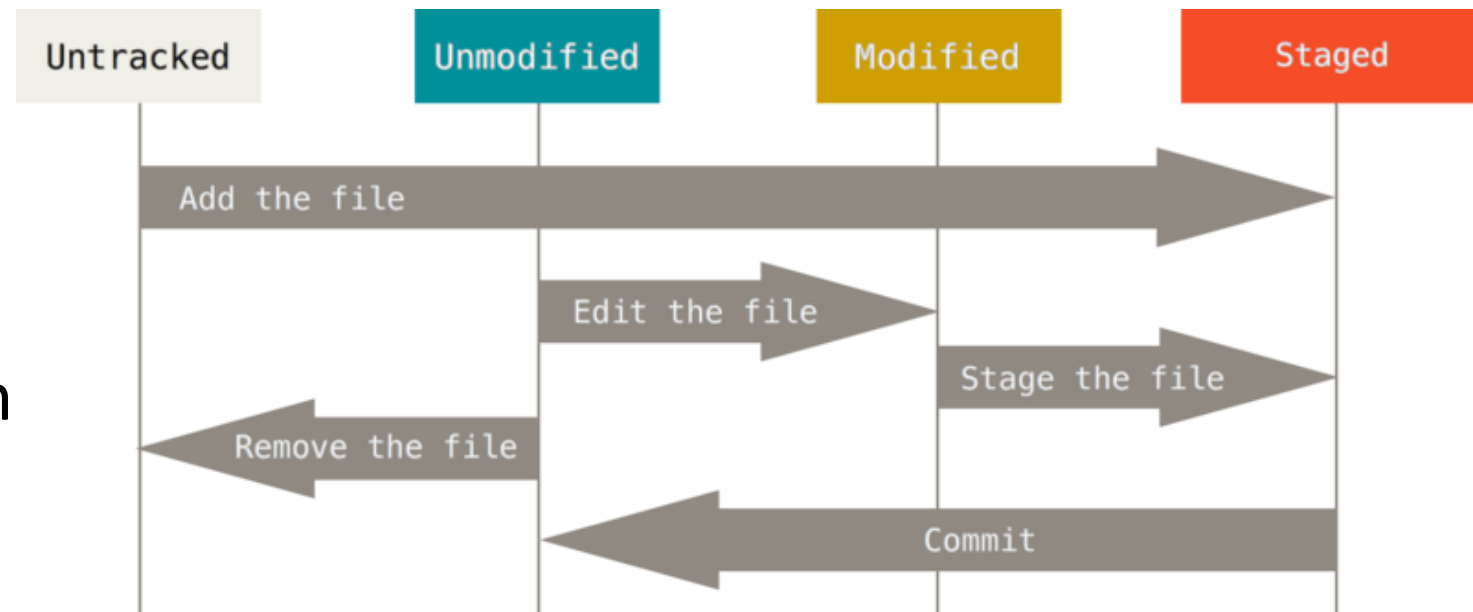 Untracked
Unmodified
Modified
Staged
Add the file
Edit the file
Stage the file
Remove the file
Commit